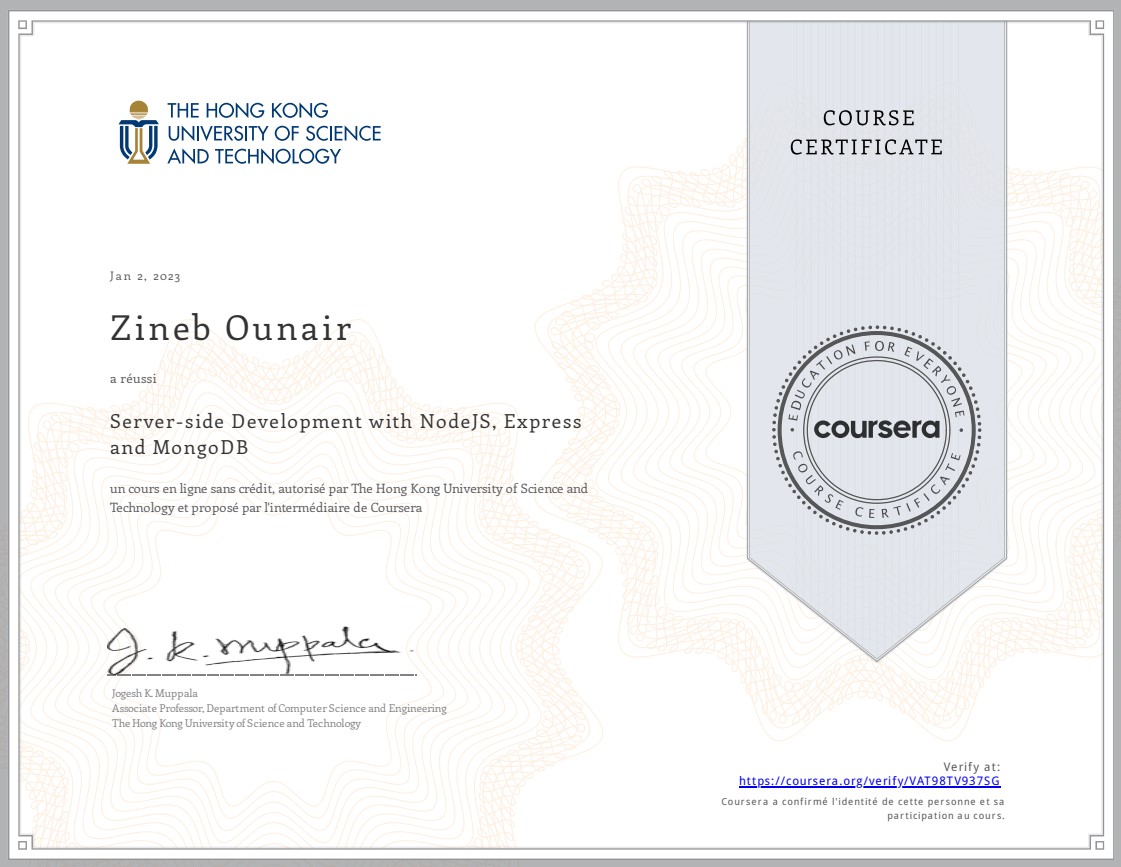 THE HONG KONG
UNIVERSITY OF SCIENCE
AND TECHNOLOGY
COURSE
CERTIFICATE
Jan 2, 2023
Zineb Ounair
a réussi
Server-side Development with NodeJS, Express
and MongoDB
un cours en ligne sans crédit, autorisé par The Hong Kong University of Science and
Technology et proposé par l'intermédiaire de Coursera
EDUCATION FOR EVERYONE
coursera
COURSE CERTIFICATE
J. K. Muppala
Jogesh K. Muppala
Associate Professor, Department of Computer Science and Engineering
The Hong Kong University of Science and Technology
Verify at:
https://coursera.org/verify/VAT98TV937SG
Coursera a confirmé l'identité de cette personne et sa
participation au cours.